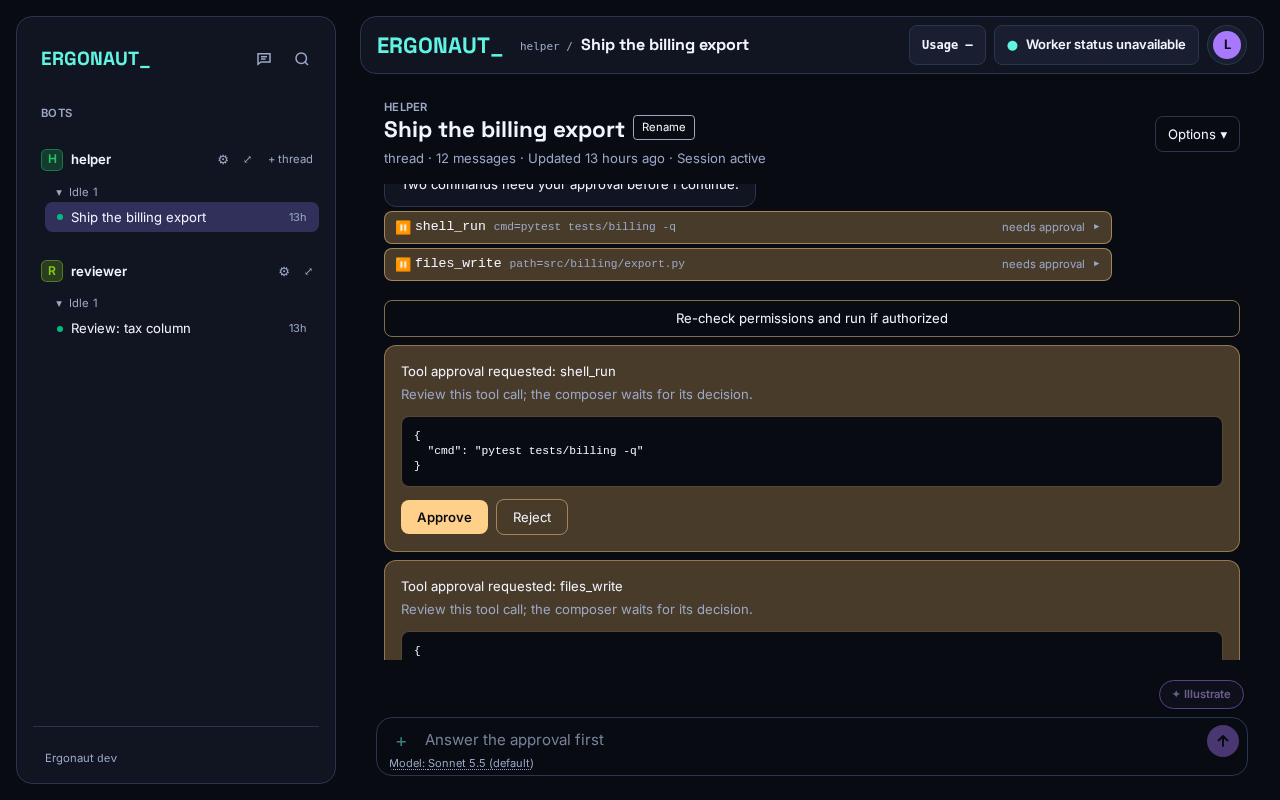 ERGONAUT_
BOTS
H helper ⚙ ⤢ + thread
▾ Idle 1
Ship the billing export 13h
R reviewer ⚙ ⤢
▾ Idle 1
Review: tax column 13h
Ergonaut dev
ERGONAUT_ helper / Ship the billing export Usage — Worker status unavailable L
HELPER
Ship the billing export Rename Options ▾
thread · 12 messages · Updated 13 hours ago · Session active
Two commands need your approval before I continue.
shell_run cmd=pytest tests/billing -q needs approval ▸
files_write path=src/billing/export.py needs approval ▸
Re-check permissions and run if authorized
Tool approval requested: shell_run
Review this tool call; the composer waits for its decision.
{
"cmd": "pytest tests/billing -q"
}
Approve Reject
Tool approval requested: files_write
Review this tool call; the composer waits for its decision.
{
✦ Illustrate
+ Answer the approval first
Model: Sonnet 5.5 (default)